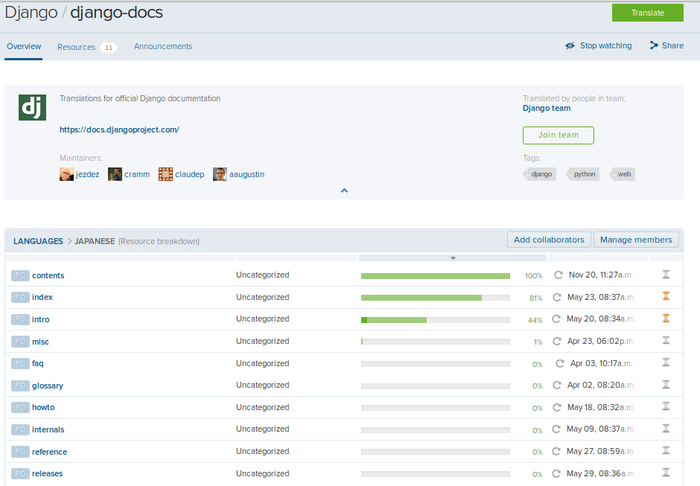 Django / django-docs
Translate
Overview Resources 11 Announcements
Stop watching Share
dj
Translations for official Django documentation
https://docs.djangoproject.com/
Maintainers:
jezdez cramm claudep aaugustin
Translated by people in team:
Django team
Join team
Tags:
django python web
LANGUAGES > JAPANESE (Resource breakdown)
Add collaborators Manage members
PO contents Uncategorized 100% Nov 20, 11:27a.m.
PO index Uncategorized 81% May 23, 08:37a.m.
PO intro Uncategorized 44% May 20, 08:34a.m.
PO misc Uncategorized 1% Apr 23, 06:02p.m.
PO faq Uncategorized 0% Apr 03, 10:17a.m.
PO glossary Uncategorized 0% Apr 02, 08:20a.m.
PO howto Uncategorized 0% May 18, 08:32a.m.
PO internals Uncategorized 0% May 09, 08:37a.m.
PO reference Uncategorized 0% May 27, 08:59a.m.
PO releases Uncategorized 0% May 29, 08:36a.m.